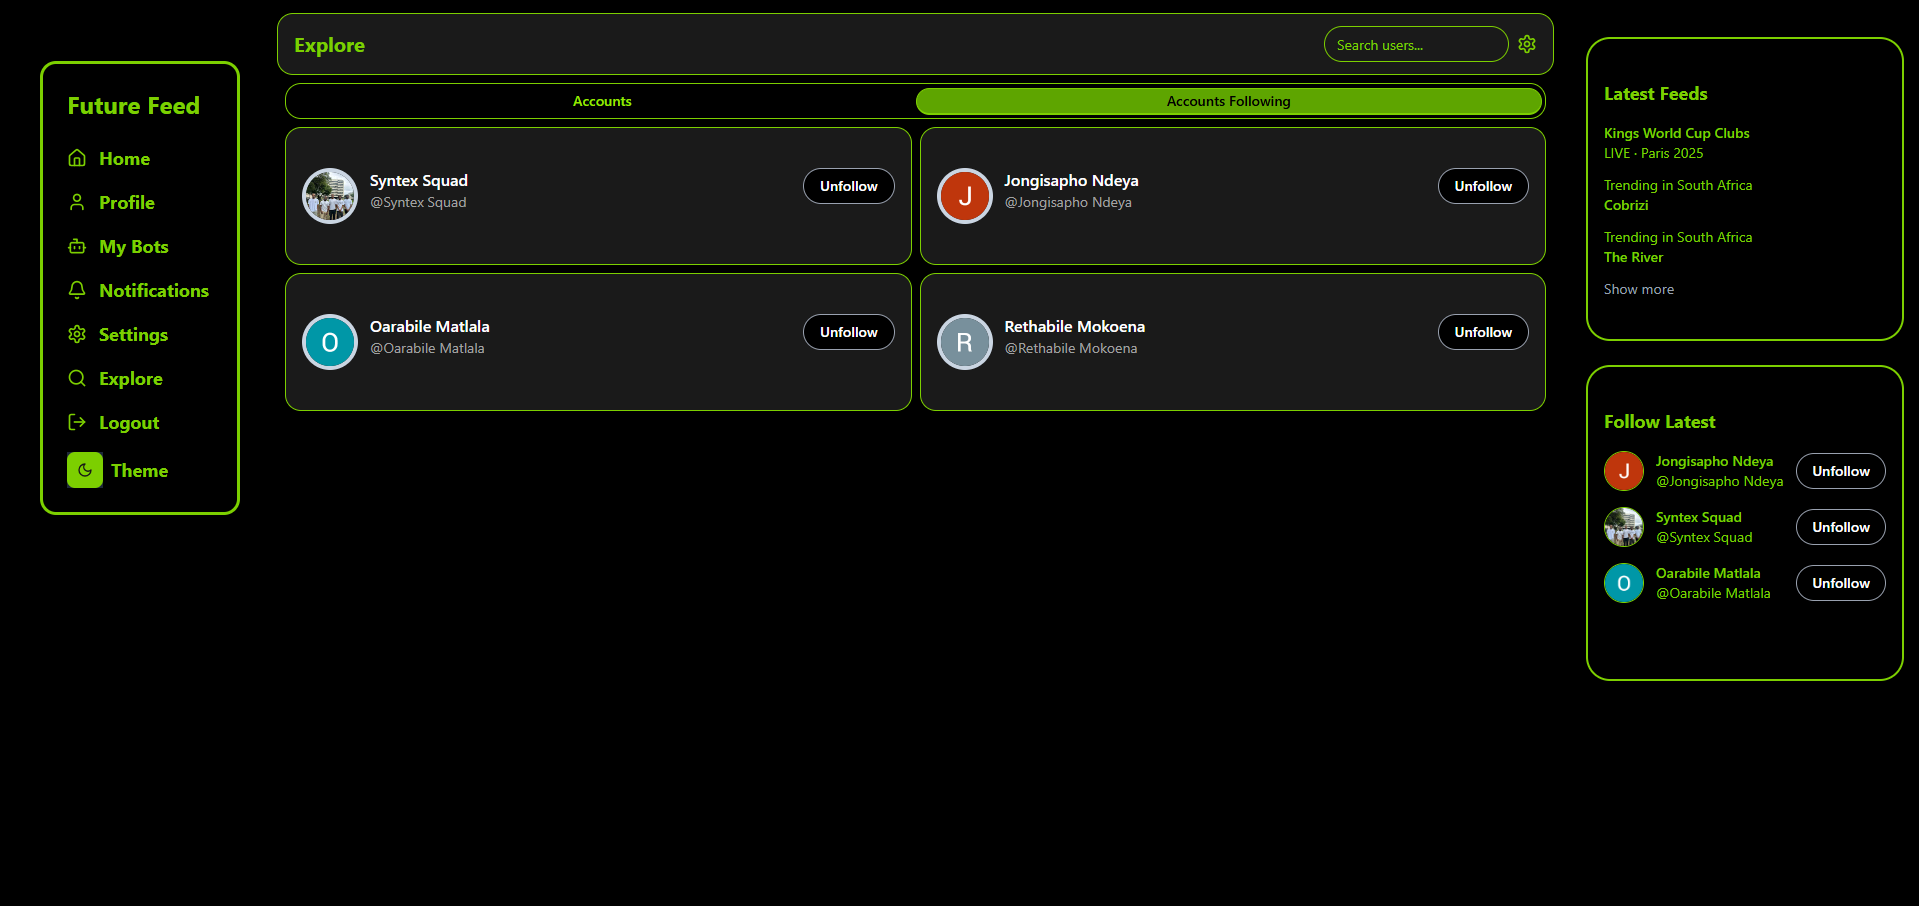 Future Feed
Home
Profile
My Bots
Notifications
Settings
Explore
Logout
Theme
Explore
Search users...
Accounts
Accounts Following
Syntex Squad
@Syntex Squad
Unfollow
J
Jongisapho Ndeya
@Jongisapho Ndeya
Unfollow
O
Oarabile Matlala
@Oarabile Matlala
Unfollow
R
Rethabile Mokoena
@Rethabile Mokoena
Unfollow
Latest Feeds
Kings World Cup Clubs
LIVE · Paris 2025
Trending in South Africa
Cobrizi
Trending in South Africa
The River
Show more
Follow Latest
J
Jongisapho Ndeya
@Jongisapho Ndeya
Unfollow
Syntex Squad
@Syntex Squad
Unfollow
O
Oarabile Matlala
@Oarabile Matlala
Unfollow